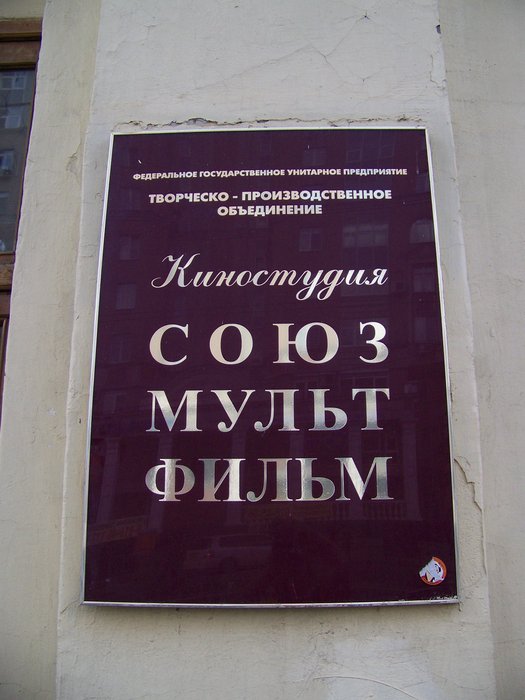 ФЕДЕРАЛЬНОЕ ГОСУДАРСТВЕННОЕ УНИТАРНОЕ ПРЕДПРИЯТИЕ
ТВОРЧЕСКО - ПРОИЗВОДСТВЕННОЕ
ОБЪЕДИНЕНИЕ
Киностудия
СОЮЗ
МУЛЬТ
ФИЛЬМ